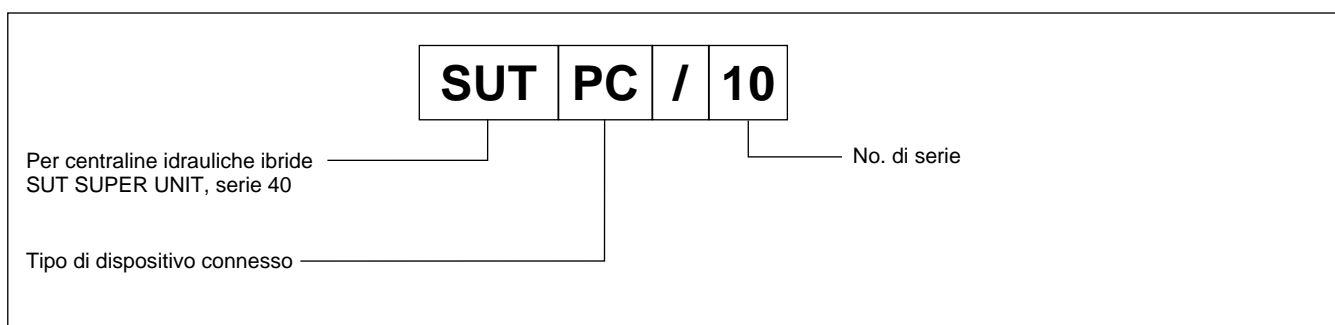 SUT PC / 10
Per centraline idrauliche ibride
SUT SUPER UNIT, serie 40
No. di serie
Tipo di dispositivo connesso